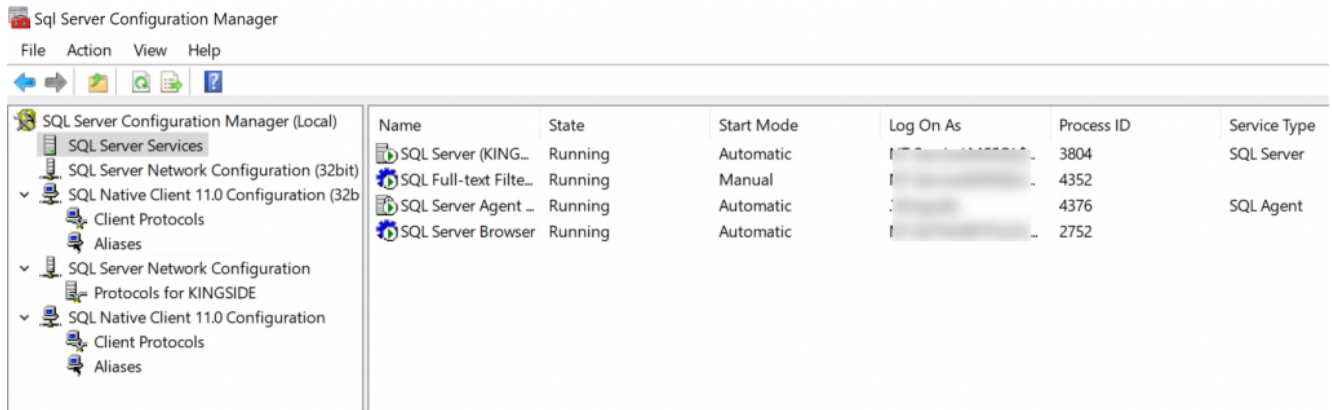 Sql Server Configuration Manager
File Action View Help
SQL Server Configuration Manager (Local)
SQL Server Services
SQL Server Network Configuration (32bit)
SQL Native Client 11.0 Configuration (32b
Client Protocols
Aliases
SQL Server Network Configuration
Protocols for KINGSIDE
SQL Native Client 11.0 Configuration
Client Protocols
Aliases
Name State Start Mode Log On As Process ID Service Type
SQL Server (KING... Running Automatic 3804 SQL Server
SQL Full-text Filte... Running Manual 4352
SQL Server Agent ... Running Automatic 4376 SQL Agent
SQL Server Browser Running Automatic 2752